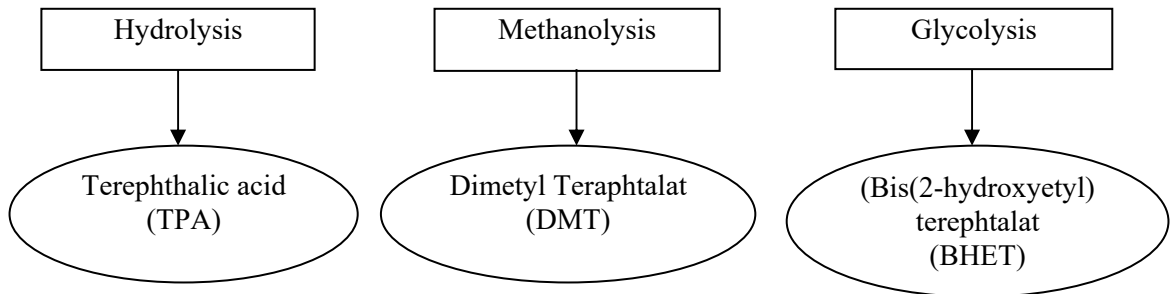 Hydrolysis
Methanolysis
Glycolysis
Terephthalic acid
(TPA)
Dimetyl Teraphtalat
(DMT)
(Bis(2-hydroxyetyl)
terephtalat
(BHET)